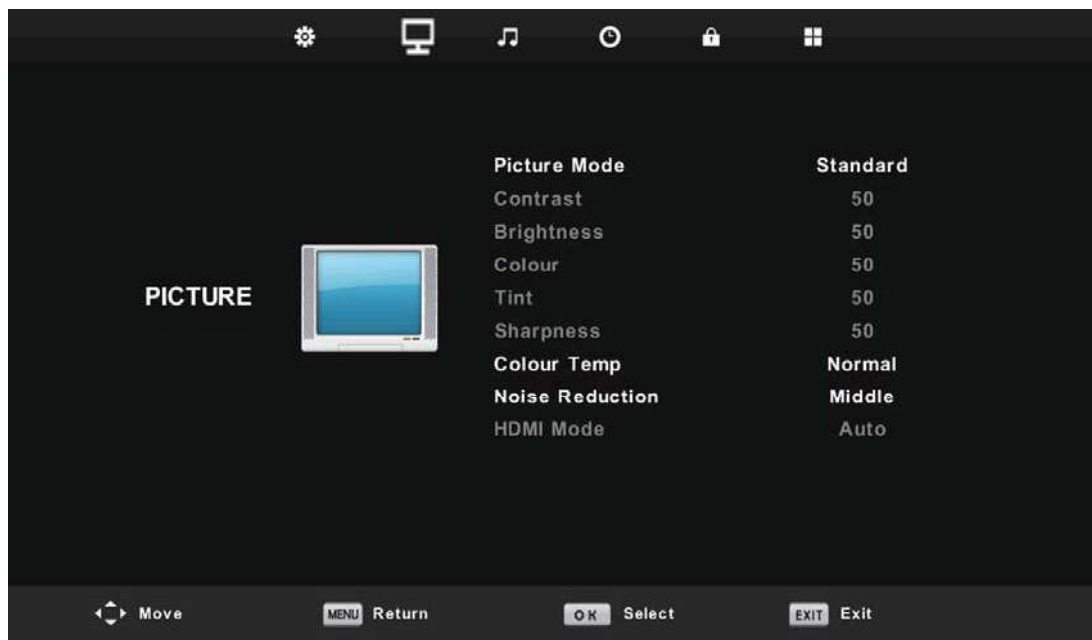 Picture Mode Standard
Contrast 50
Brightness 50
Colour 50
PICTURE
Tint 50
Sharpness 50
Colour Temp Normal
Noise Reduction Middle
HDMI Mode Auto
Move MENU Return OK Select EXIT Exit